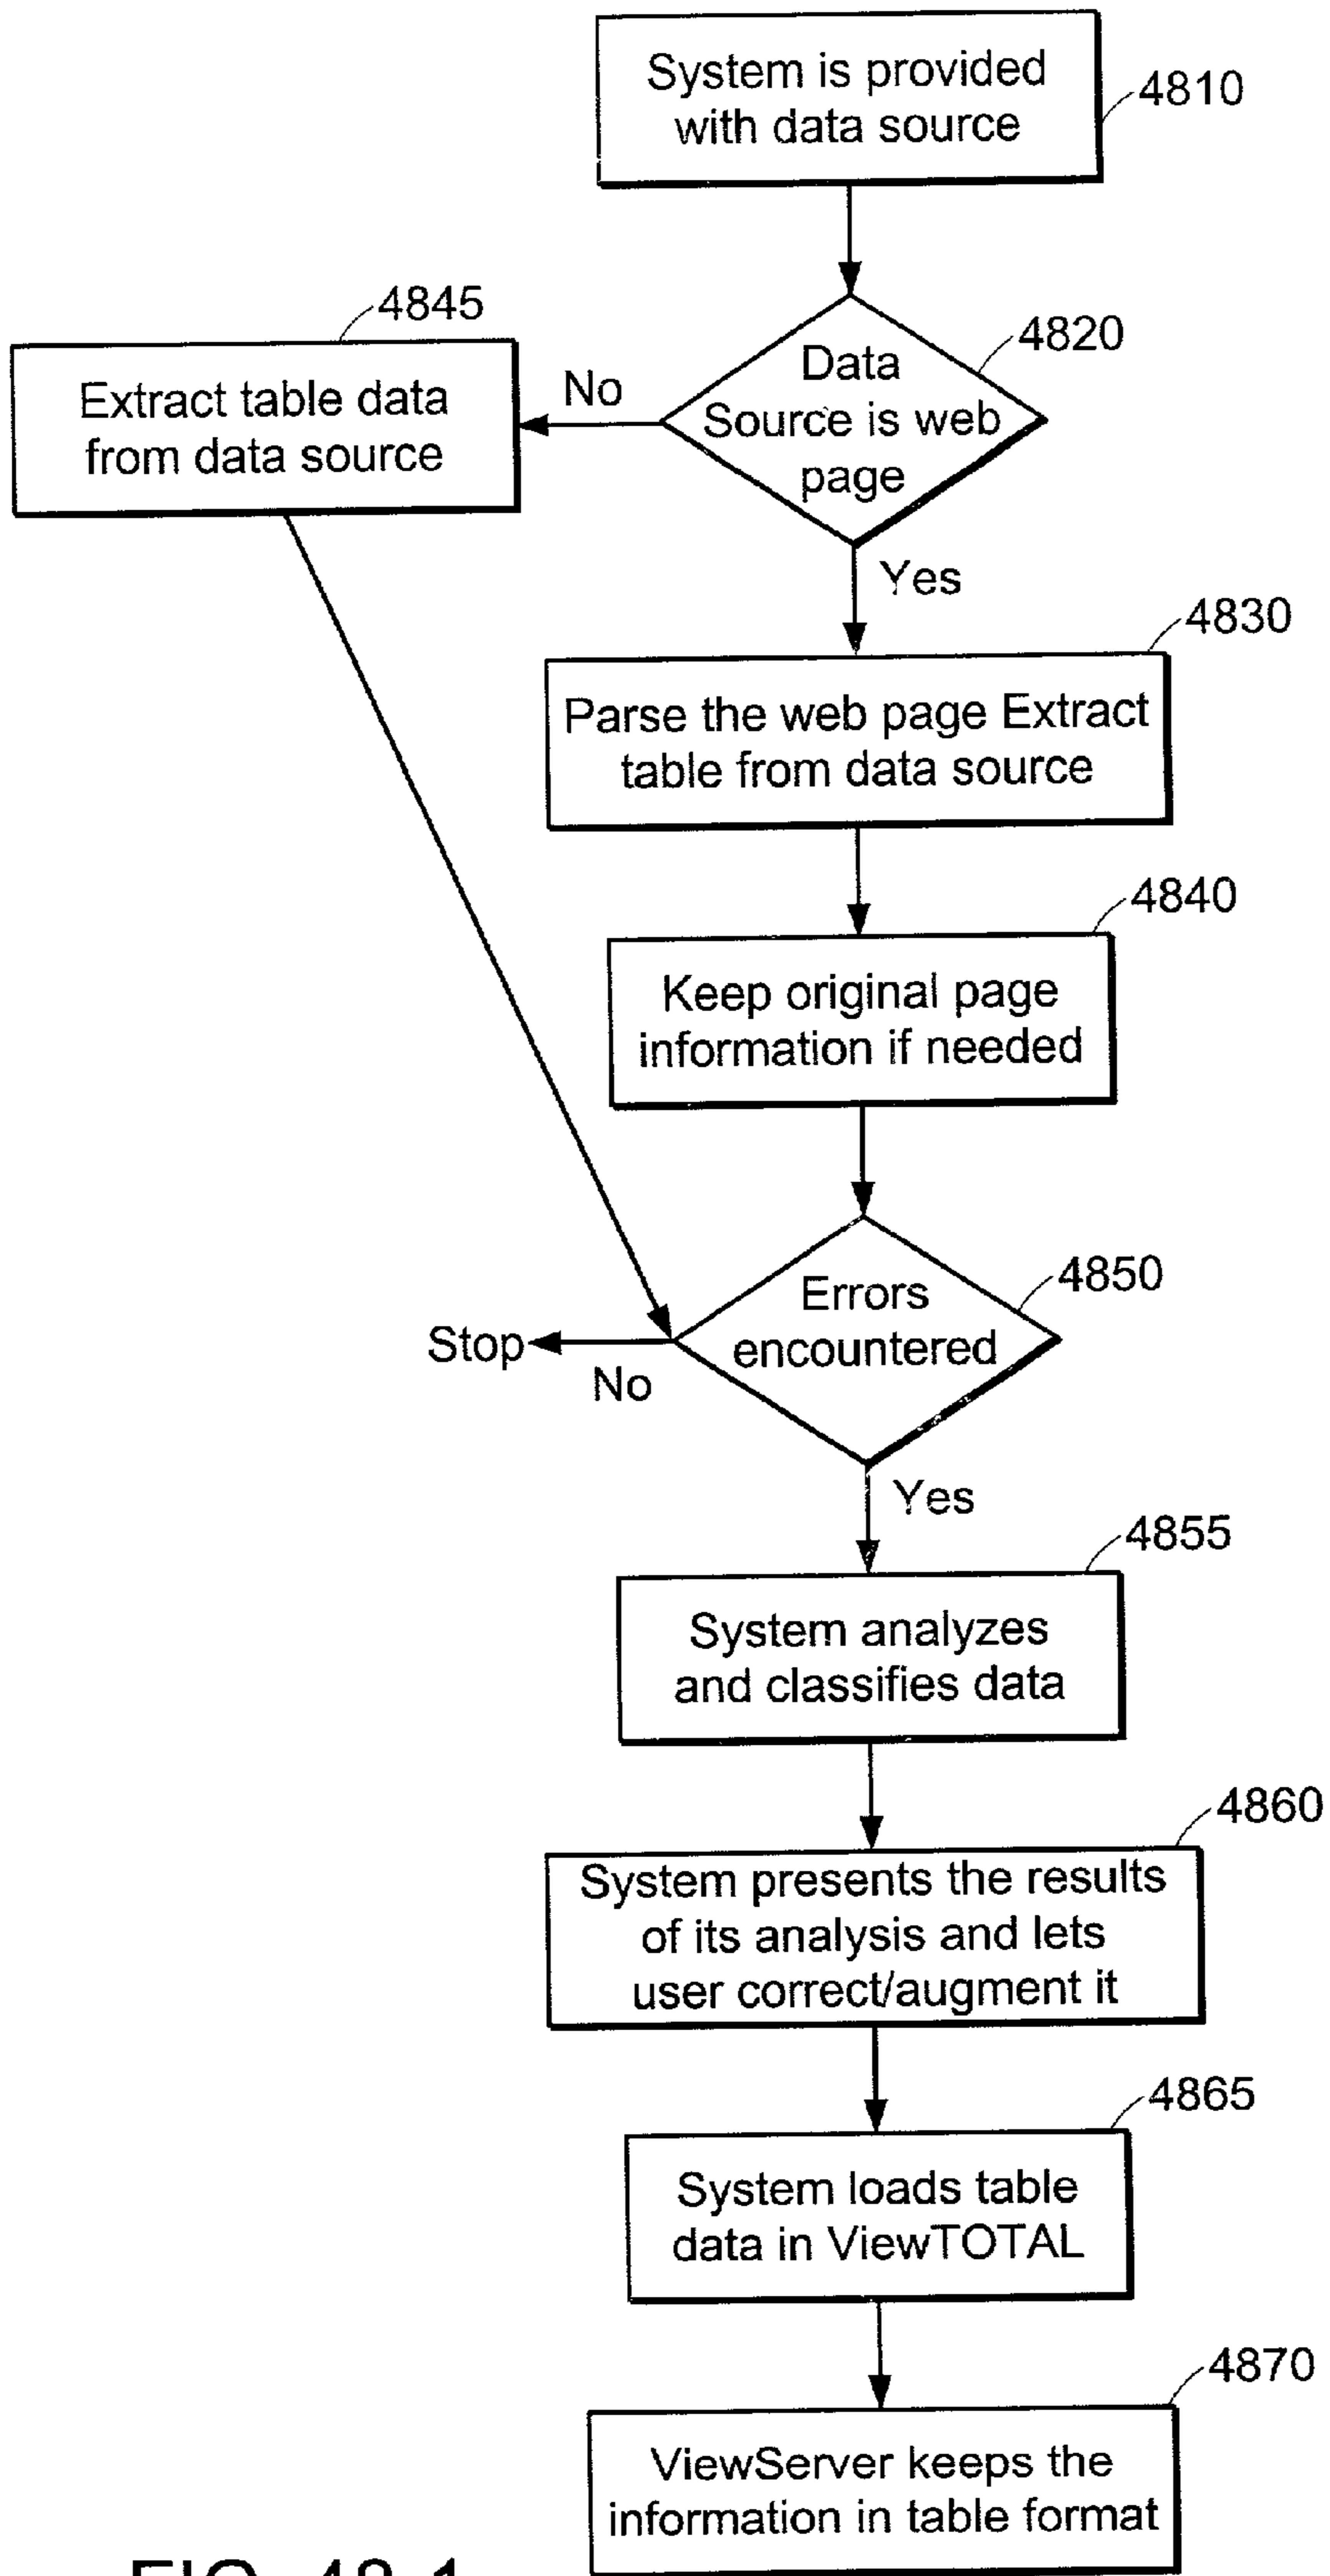 System is provided
with data source
4810
4845
Extract table data
from data source
No
Data
Source is web
page
4820
Yes
4830
Parse the web page Extract
table from data source
4840
Keep original page
information if needed
Errors
encountered
4850
Stop
No
Yes
4855
System analyzes
and classifies data
4860
System presents the results
of its analysis and lets
user correct/augment it
4865
System loads table
data in ViewTOTAL
4870
ViewServer keeps the
information in table format
FIG. 48-1